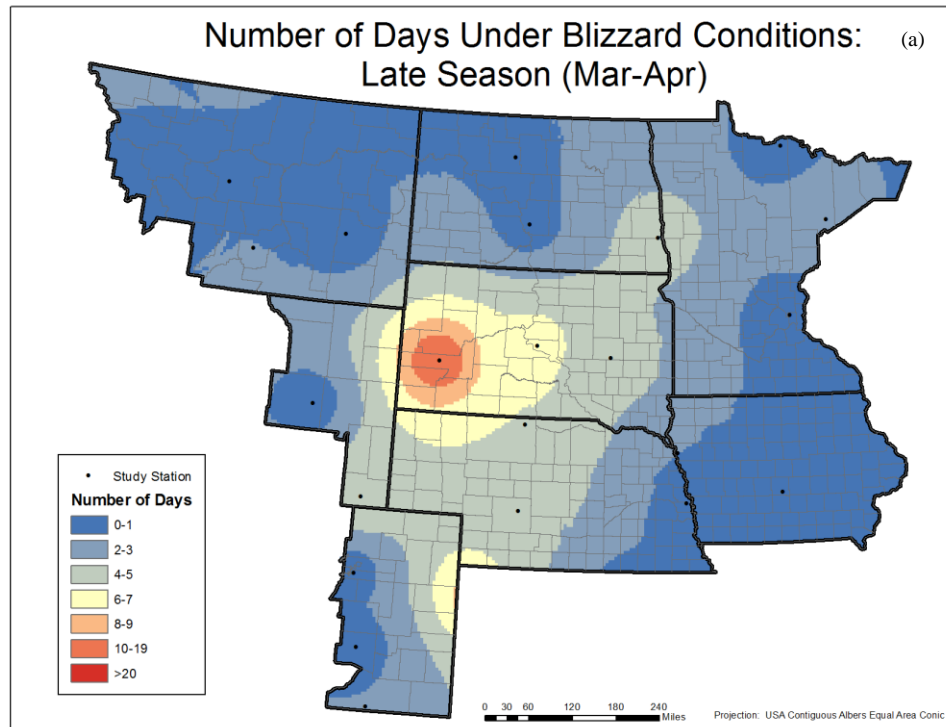 Number of Days Under Blizzard Conditions:
(a)
Late Season (Mar-Apr)
Study Station
Number of Days
0-1
2-3
4-5
6-7
8-9
10-19
>20
0 30 60 120 180 240
Miles
Projection: USA Contiguous Albers Equal Area Conic